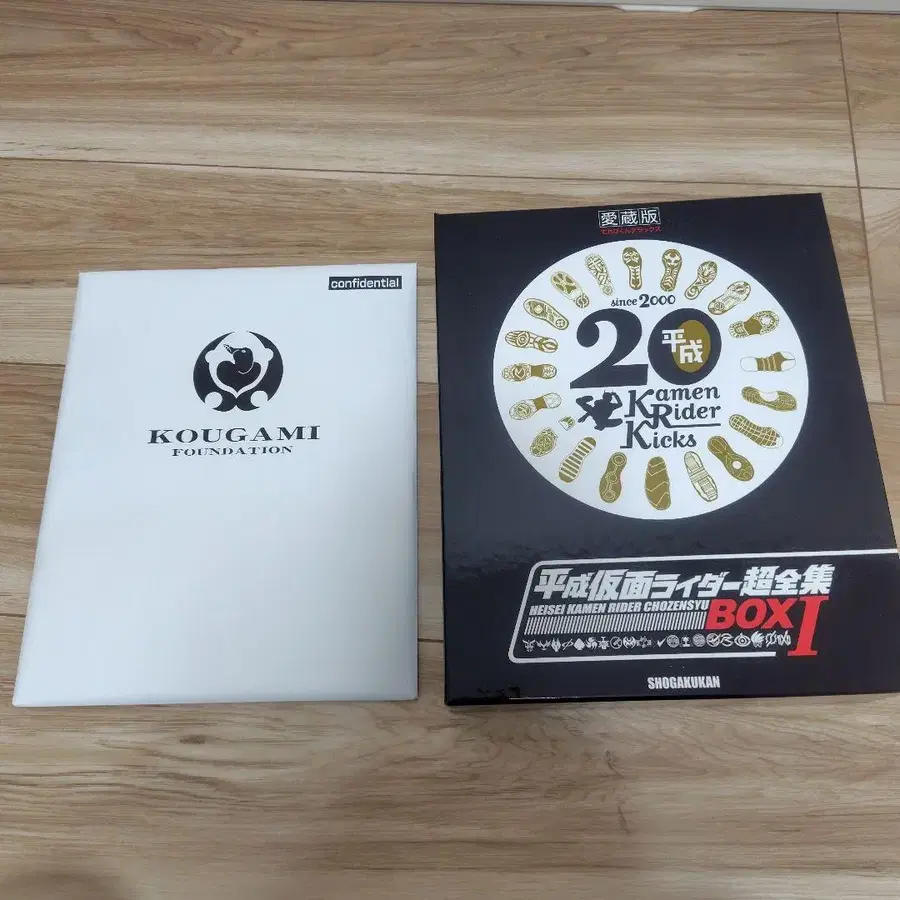 confidential
KOUGAMI
FOUNDATION
愛蔵版
てれびくんデラックス
since 2000
20
平成
Kamen
Rider
Kicks
平成仮面ライダー超全集
HEISEI KAMEN RIDER CHOZENSYU
BOX I
SHOGAKUKAN